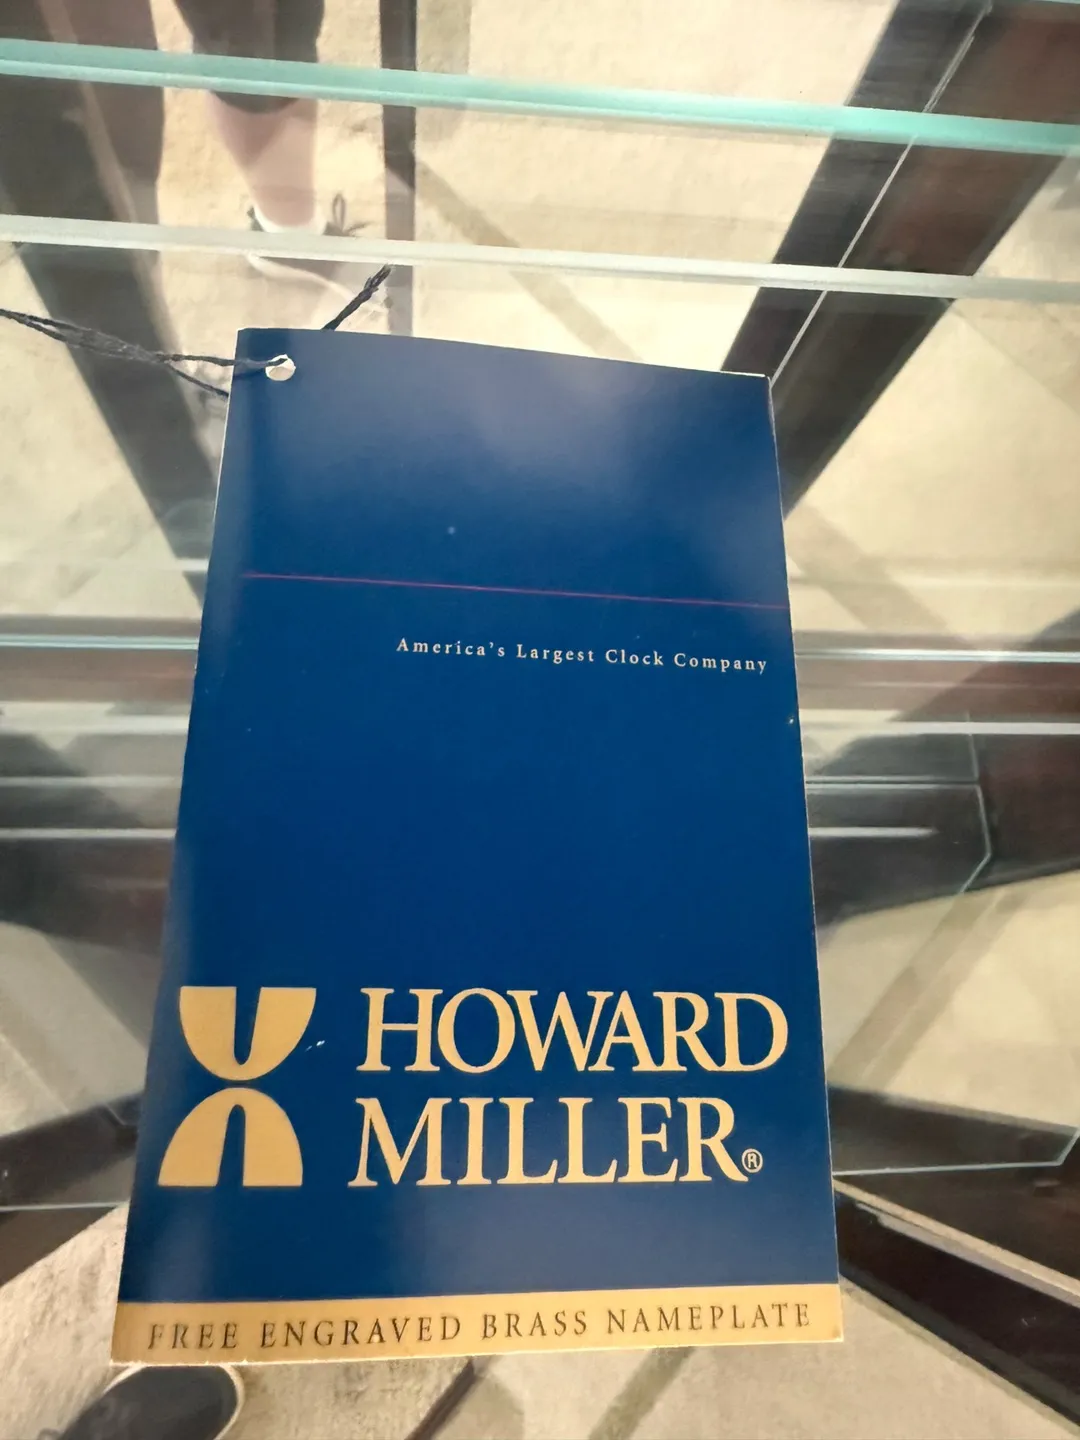 America's Largest Clock Company
HOWARD
MILLER®
FREE ENGRAVED BRASS NAMEPLATE